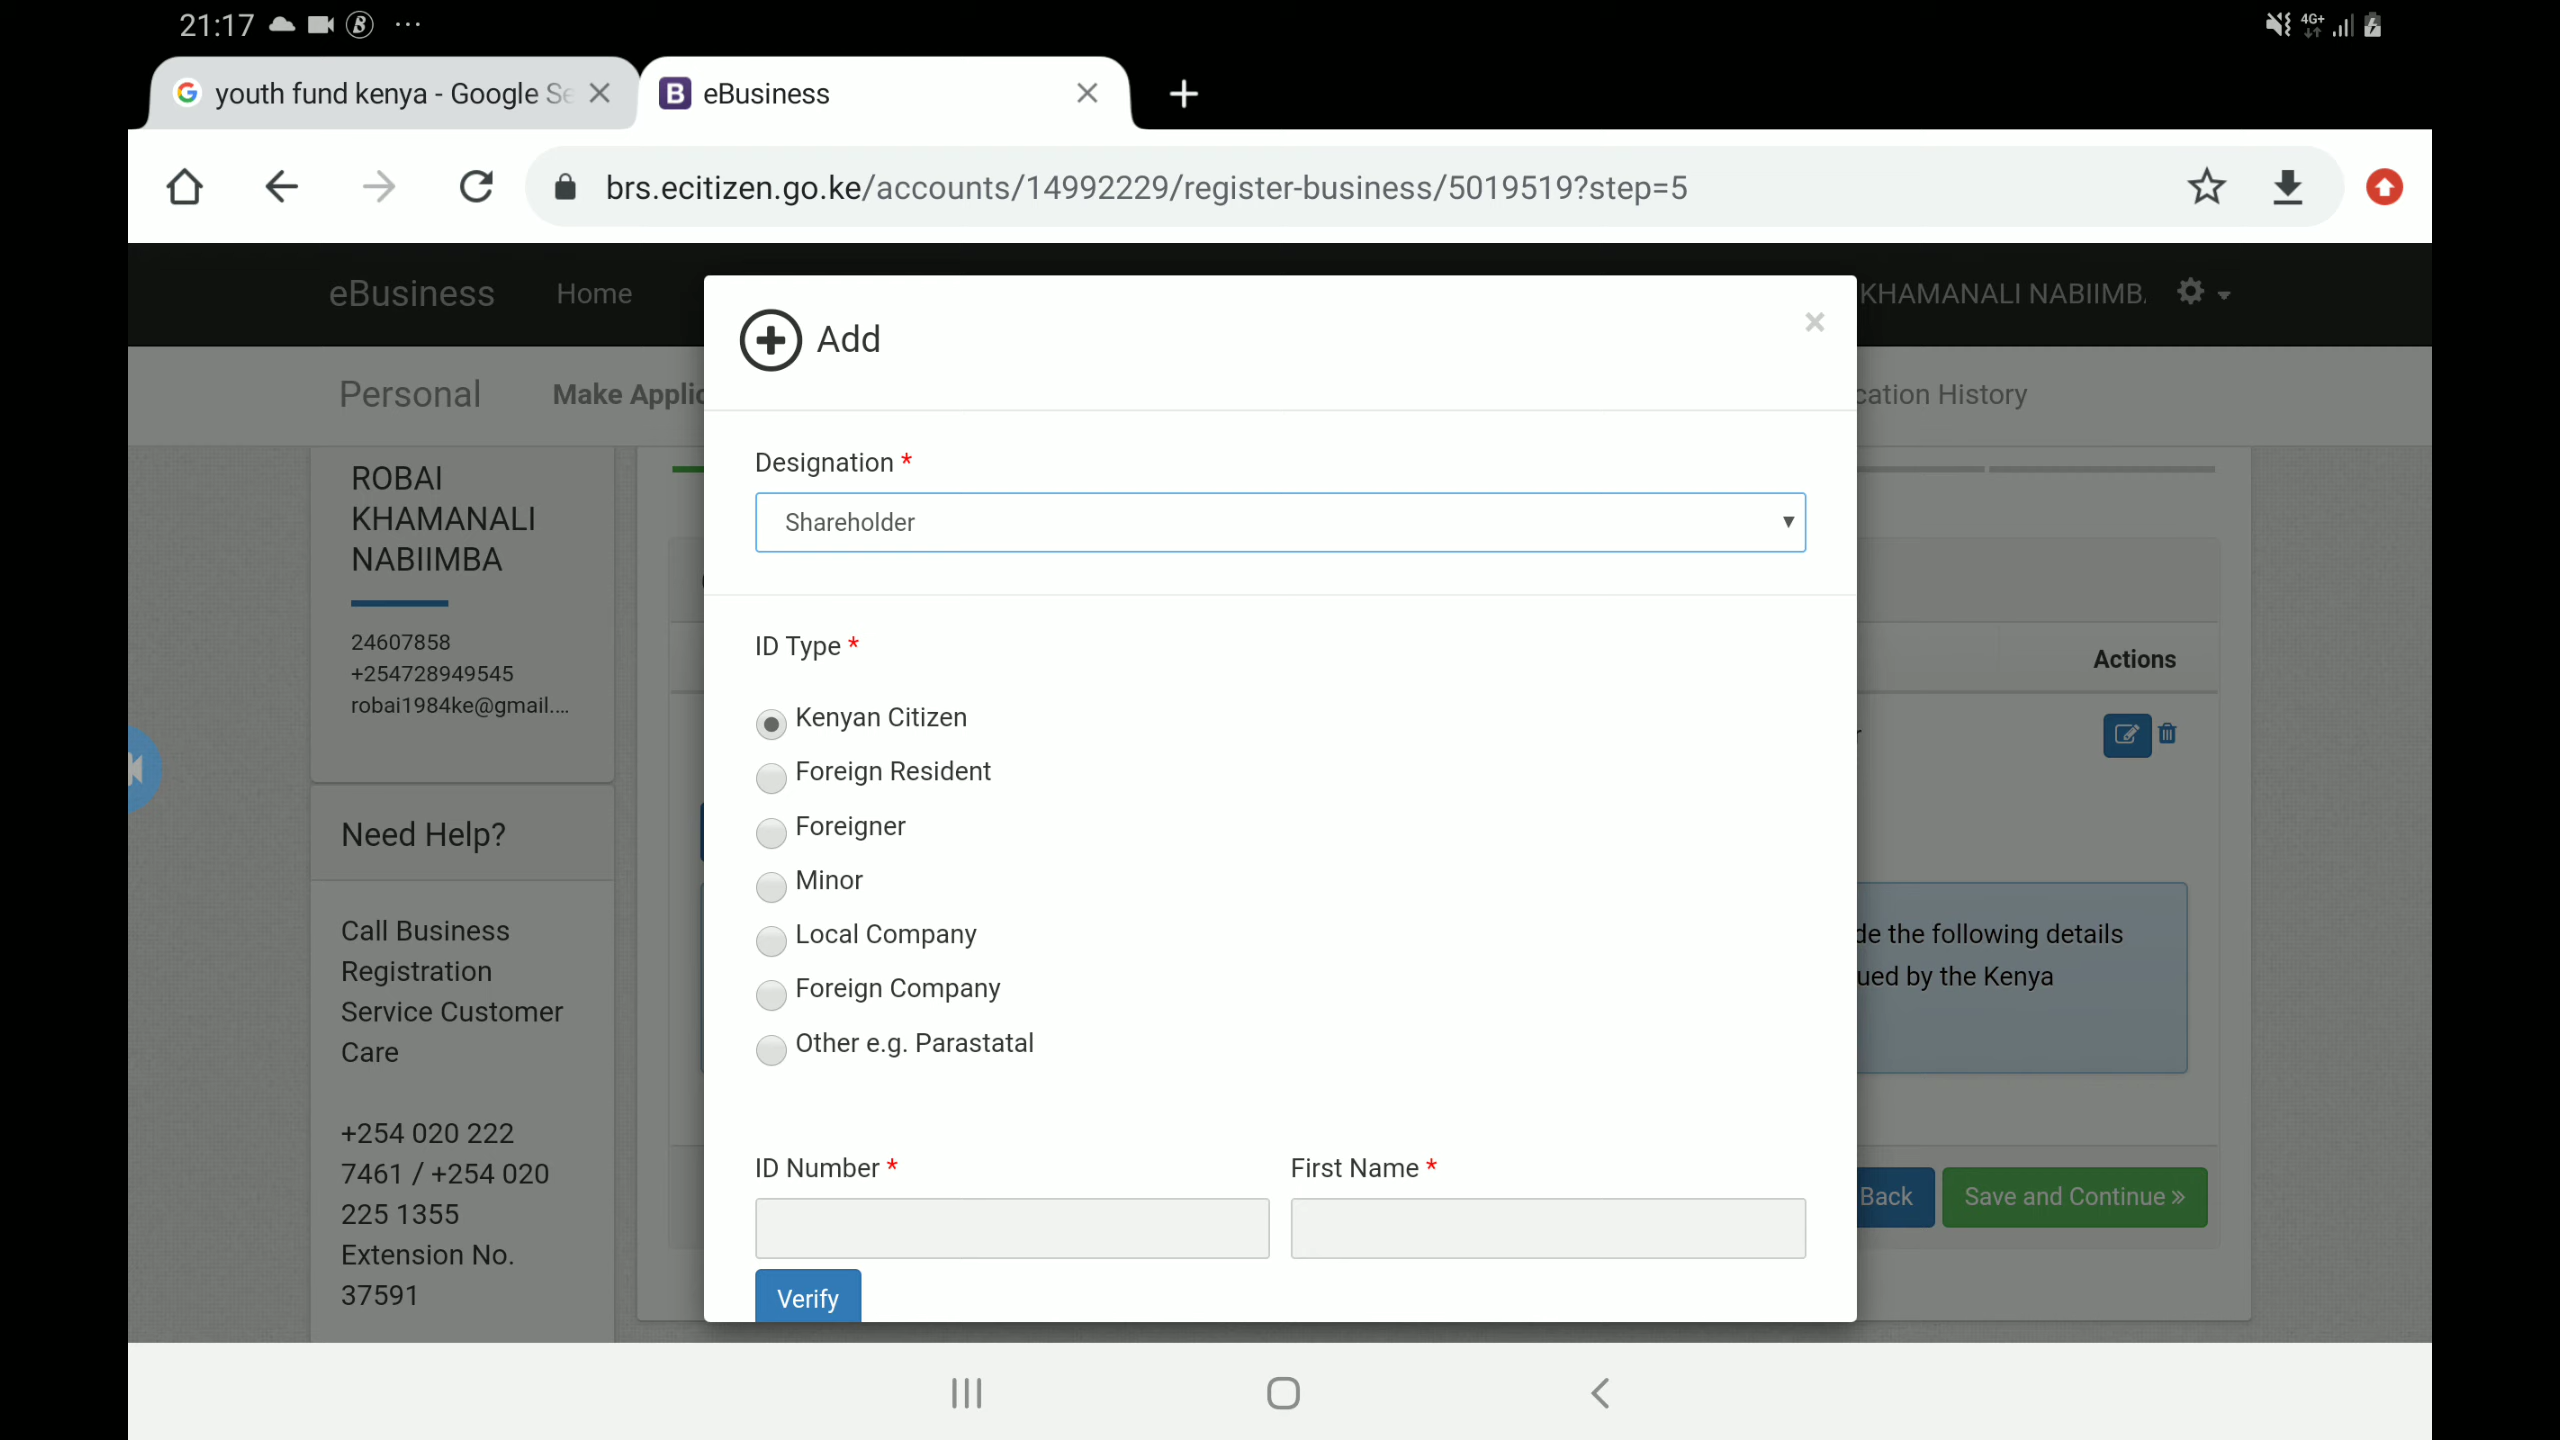 21:17
4G+
youth fund kenya - Google Se
eBusiness
brs.ecitizen.go.ke/accounts/14992229/register-business/5019519?step=5
eBusiness
Home
KHAMANALI NABIIMB
Personal
Make Applic
cation History
Add
×
Designation *
Shareholder
ID Type *
Kenyan Citizen
Foreign Resident
Foreigner
Minor
Local Company
Foreign Company
Other e.g. Parastatal
ID Number *
First Name *
Verify
ROBAI
KHAMANALI
NABIIMBA
24607858
+254728949545
robai1984ke@gmail....
Need Help?
Call Business
Registration
Service Customer
Care
+254 020 222
7461 / +254 020
225 1355
Extension No.
37591
Actions
de the following details
ued by the Kenya
Back
Save and Continue »